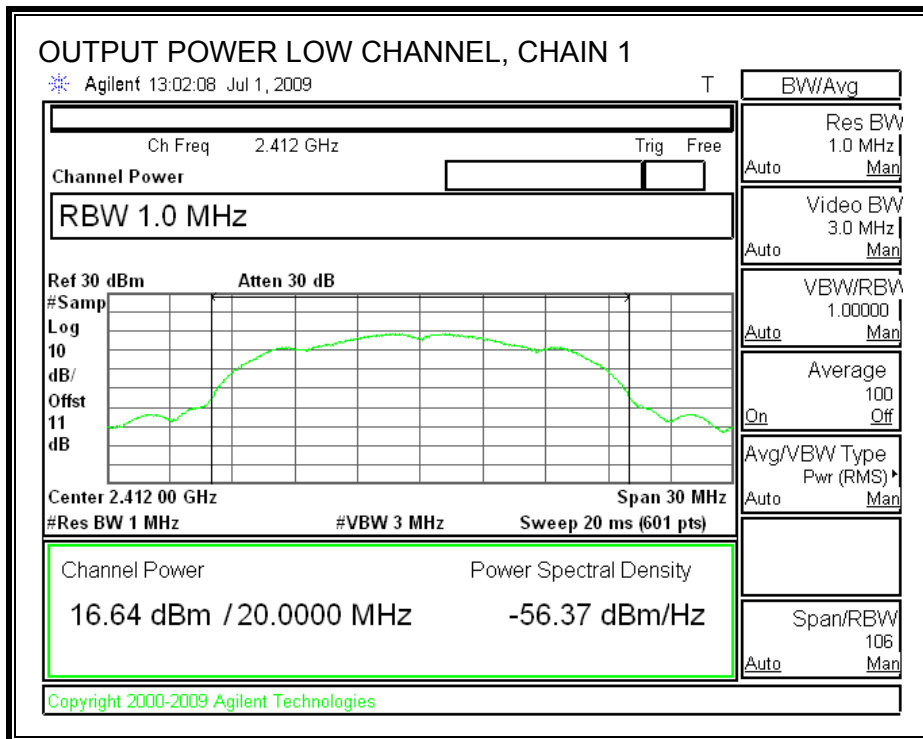 OUTPUT POWER LOW CHANNEL, CHAIN 1
Agilent 13:02:08 Jul 1, 2009
T
Ch Freq 2.412 GHz
Trig Free
Channel Power
RBW 1.0 MHz
Ref 30 dBm
Atten 30 dB
#Samp
Log
10
dB/
Offst
11
dB
Center 2.412 00 GHz
Span 30 MHz
#Res BW 1 MHz
#VBW 3 MHz
Sweep 20 ms (601 pts)
Channel Power
Power Spectral Density
16.64 dBm / 20.0000 MHz
-56.37 dBm/Hz
Copyright 2000-2009 Agilent Technologies
BW/Avg
Res BW
1.0 MHz
Auto Man
Video BW
3.0 MHz
Auto Man
VBW/RBW
1.00000
Auto Man
Average
100
On Off
Avg/VBW Type
Pwr (RMS)
Auto Man
Span/RBW
106
Auto Man